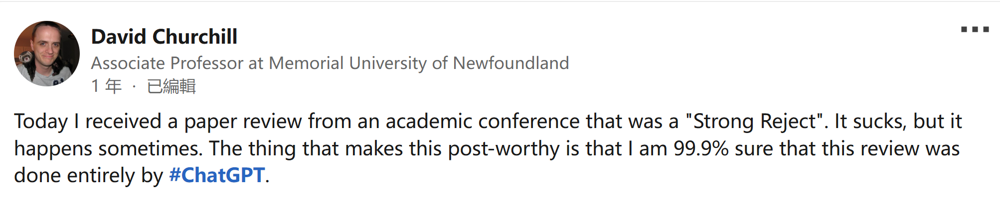 David Churchill
Associate Professor at Memorial University of Newfoundland
1 年 · 已編輯
Today I received a paper review from an academic conference that was a "Strong Reject". It sucks, but it
happens sometimes. The thing that makes this post-worthy is that I am 99.9% sure that this review was
done entirely by #ChatGPT.